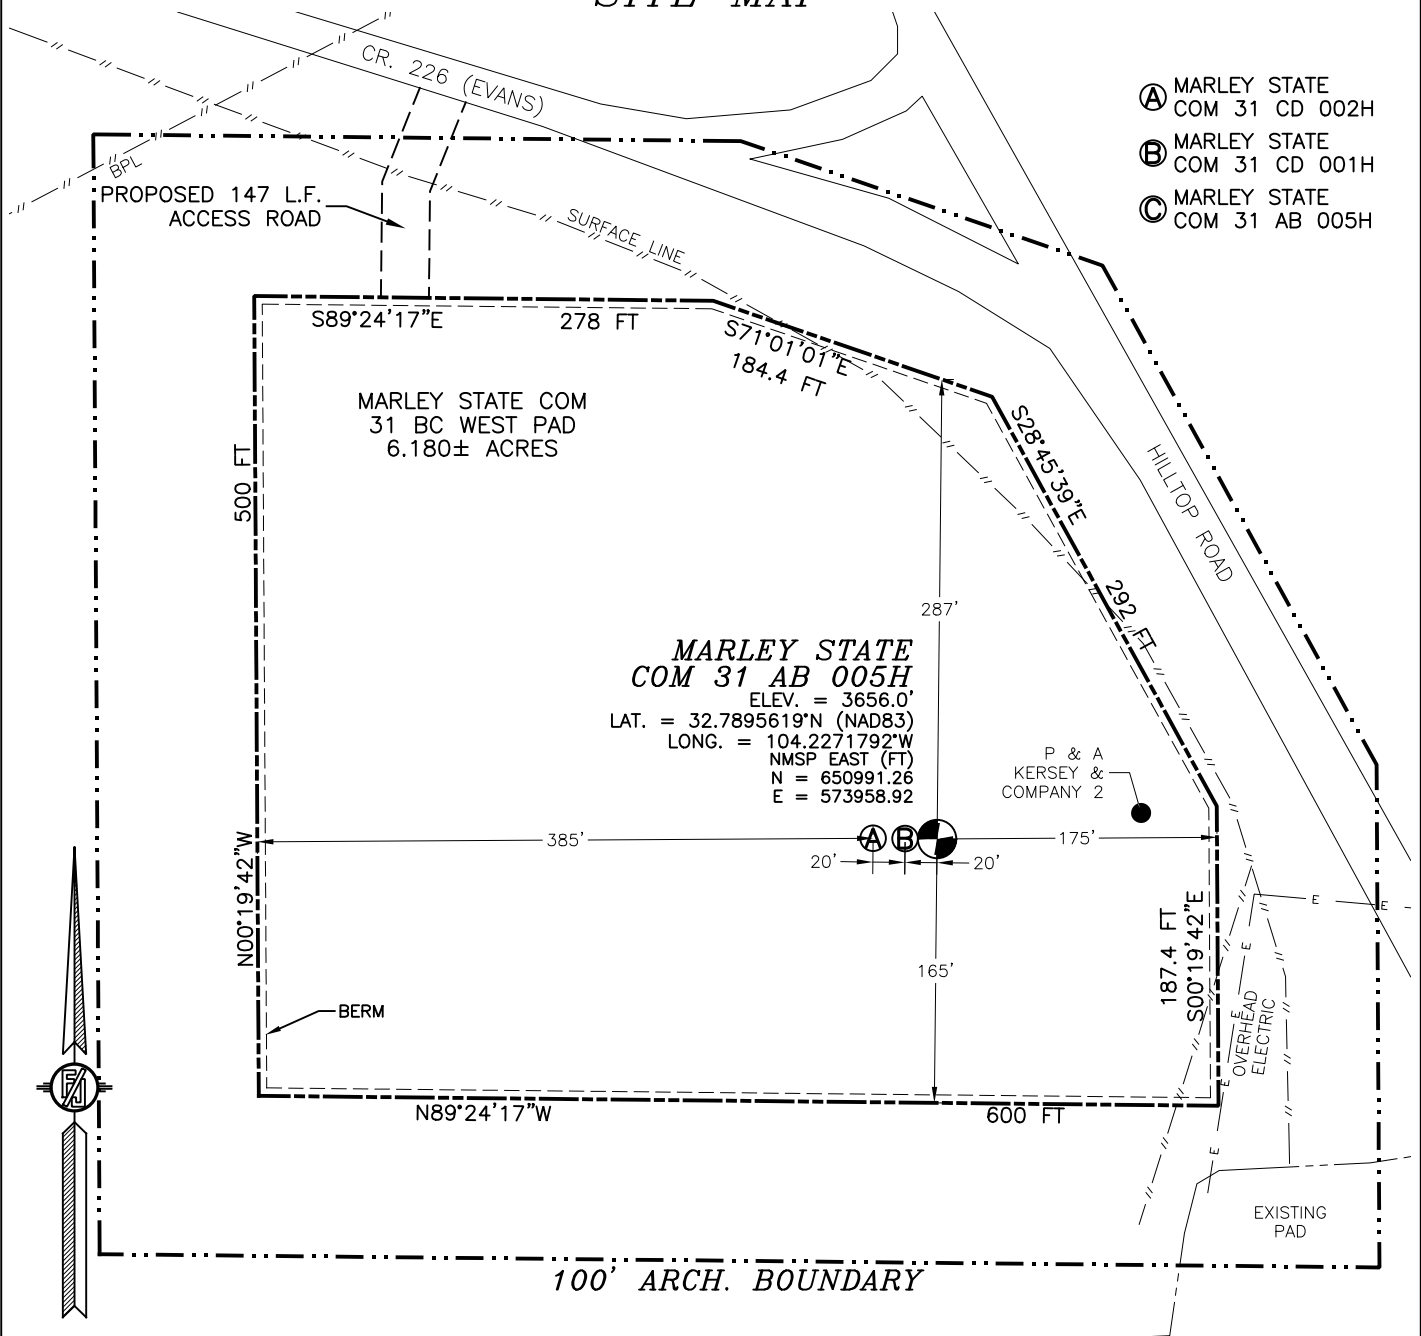 SITE MAP
CR. 226 (EVANS)
Ⓐ MARLEY STATE
COM 31 CD 002H
Ⓑ MARLEY STATE
COM 31 CD 001H
Ⓒ MARLEY STATE
COM 31 AB 005H
BPL
PROPOSED 147 L.F.
ACCESS ROAD
SURFACE LINE
S89°24'17"E
278 FT
S71°01'01"E
184.4 FT
MARLEY STATE COM
31 BC WEST PAD
6.180± ACRES
S28°45'39"E
HILLTOP ROAD
500 FT
292 FT
287'
MARLEY STATE
COM 31 AB 005H
ELEV. = 3656.0'
LAT. = 32.7895619°N (NAD83)
LONG. = 104.2271792°W
NMSP EAST (FT)
N = 650991.26
E = 573958.92
P & A
KERSEY &
COMPANY 2
385'
A
B
175'
20'
20'
N00°19'42"W
187.4 FT
S00°19'42"E
E
E
E
165'
BERM
E
OVERHEAD
ELECTRIC
E
N89°24'17"W
600 FT
E
EXISTING
PAD
100' ARCH. BOUNDARY